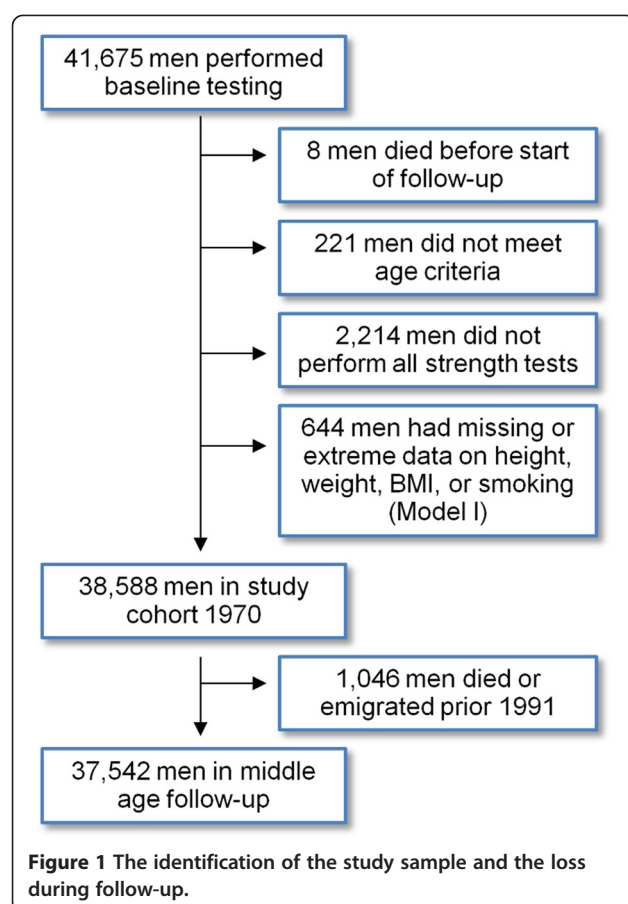 41,675 men performed
baseline testing
8 men died before start
of follow-up
221 men did not meet
age criteria
2,214 men did not
perform all strength tests
644 men had missing or
extreme data on height,
weight, BMI, or smoking
(Model I)
38,588 men in study
cohort 1970
1,046 men died or
emigrated prior 1991
37,542 men in middle
age follow-up
Figure 1 The identification of the study sample and the loss
during follow-up.